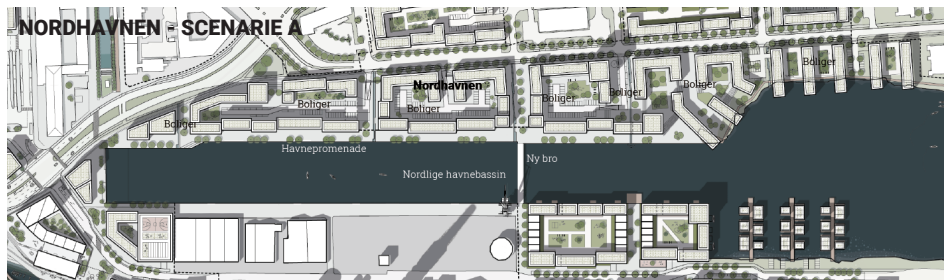 NORDHAVNEN - SCENARIE A
Boliger
Nordhavnen
Boliger
Boliger
Boliger
Boliger
Boliger
Boliger
Boliger
Havnepromenade
Ny bro
Nordlige havnebassin